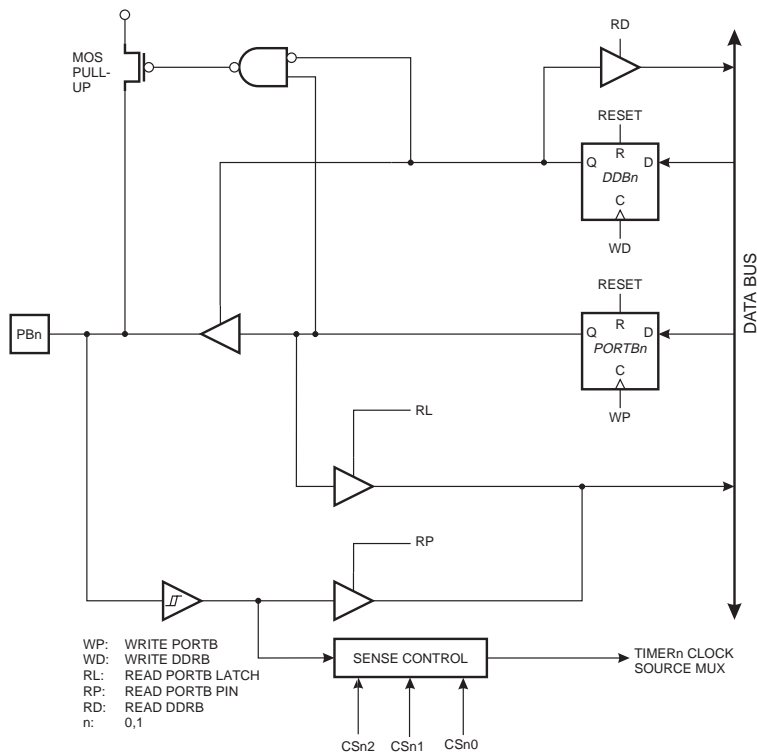 RD
MOS
PULL-
UP
RESET
R
Q
D
DDBn
C
WD
RESET
R
Q
D
PORTBn
C
WP
PBn
DATA BUS
RL
RP
WP: WRITE PORTB
WD: WRITE DDRB
RL: READ PORTB LATCH
RP: READ PORTB PIN
RD: READ DDRB
n: 0,1
SENSE CONTROL
TIMERn CLOCK
SOURCE MUX
CSn2
CSn1
CSn0